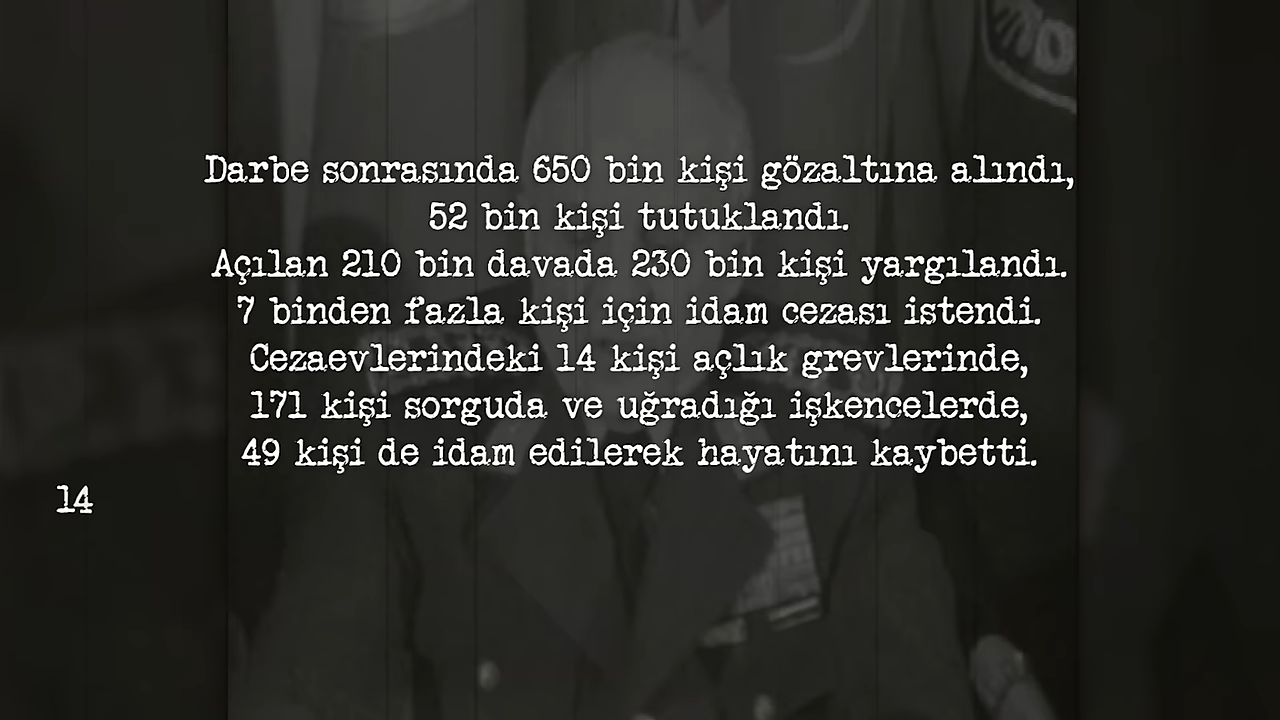 Darbe sonrasında 650 bin kişi gözaltına alındı,
52 bin kişi tutuklandı.
Açılan 210 bin davada 230 bin kişi yargılandı.
7 binden fazla kişi için idam cezası istendi.
Cezaevlerindeki 14 kişi açlık grevlerinde,
171 kişi sorguda ve uğradığı işkencelerde,
49 kişi de idam edilerek hayatını kaybetti.
14